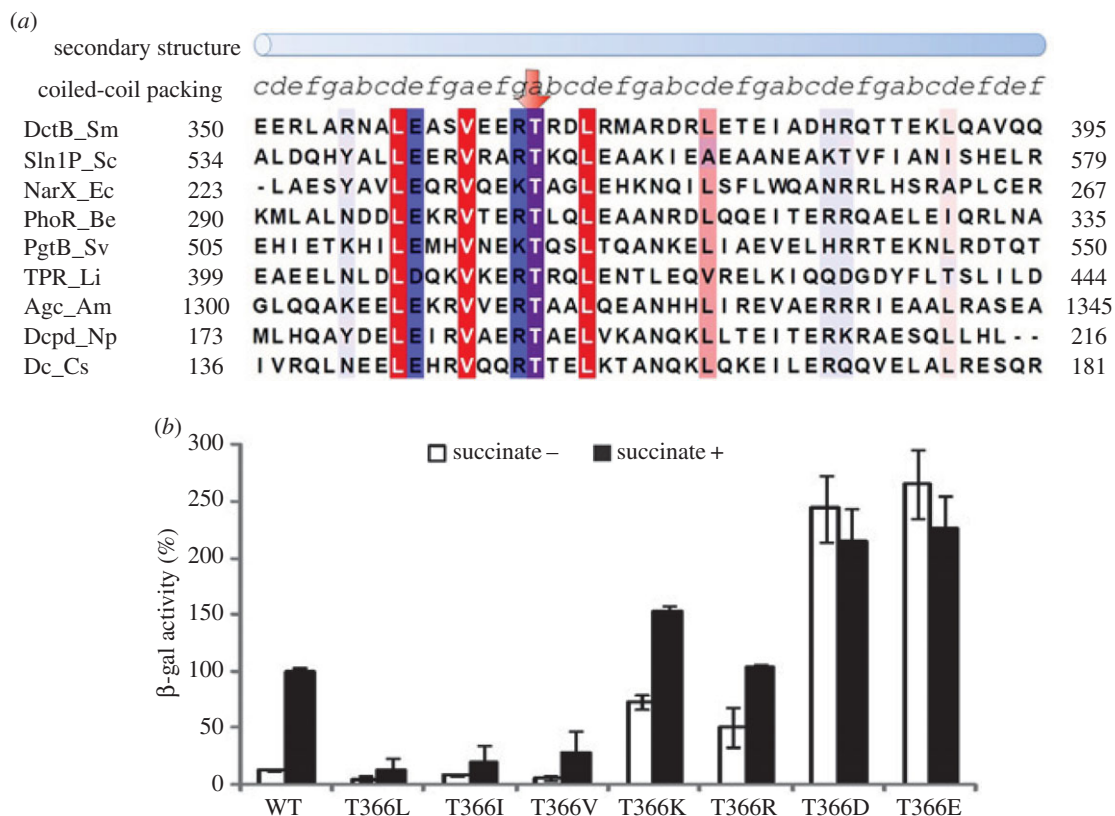 (a)
secondary structure
coiled-coil packing cdefgabcdefgaefgabcdefgabcdefgabcdefgabcdefdef
DctB_Sm 350 EERLARNALEASVEERTRDLRMARDRLETEIADHRQTTEKLQAVQQ 395
Sln1P_Sc 534 ALDQHYALLEERVRARTKQLEAAKIEAEAANEAKTVFIANISHELR 579
NarX_Ec 223 -LAESYAVLEQRVQEKTAGLEHKNQILSFLWQANRRLHSRAPLCER 267
PhoR_Be 290 KMLALNDDLEKRVTERTLQLEAANRDLQQEITERRQAELEIQRLNA 335
PgtB_Sv 505 EHIETKHILEMHVNEKTQSLTQANKELIAEVELHRRTEKNLRDTQT 550
TPR_Li 399 EAEELNLDLDQKVKERTRQLENTLEQVRELKIQQDGDYFLTSLILD 444
Agc_Am 1300 GLQQAKEELEKRVVERTAALQEANHHLIREVAERRRIEAALRASEA 1345
Dcpd_Np 173 MLHQAYDELEIRVAERTAELVKANQKLLTEITERKRAESQLLHL-- 216
Dc_Cs 136 IVRQLNEELEHRVQQRTTELKTANQKLQKEILERQQVELALRESQR 181
(b)
succinate – succinate +
β-gal activity (%)
300
250
200
150
100
50
0
WT T366L T366I T366V T366K T366R T366D T366E